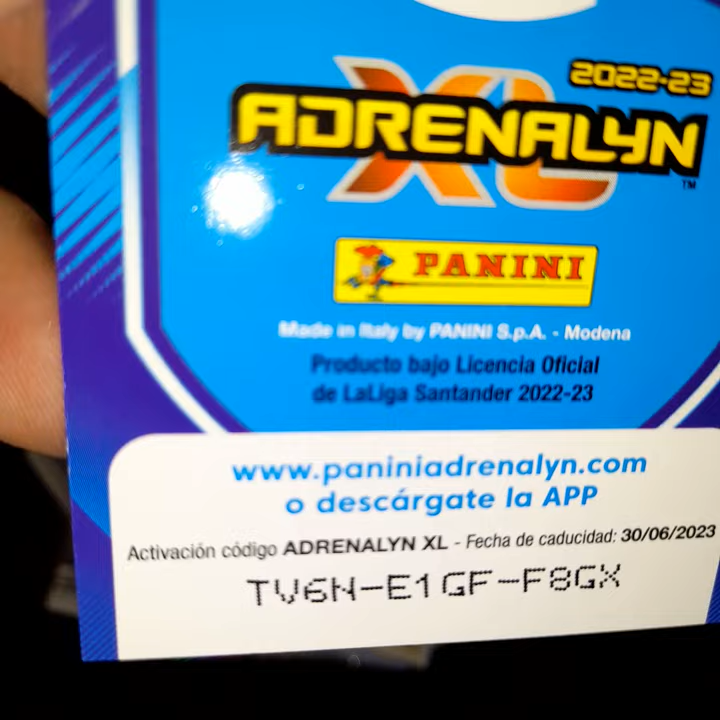 2022-23
ADRENALYN
XL
TM
PANINI
Made in Italy by PANINI S.p.A. - Modena
Producto bajo Licencia Oficial
de LaLiga Santander 2022-23
www.paniniadrenalyn.com
o descárgate la APP
Activación código ADRENALYN XL - Fecha de caducidad: 30/06/2023
TV6N-E1GF-F8GX